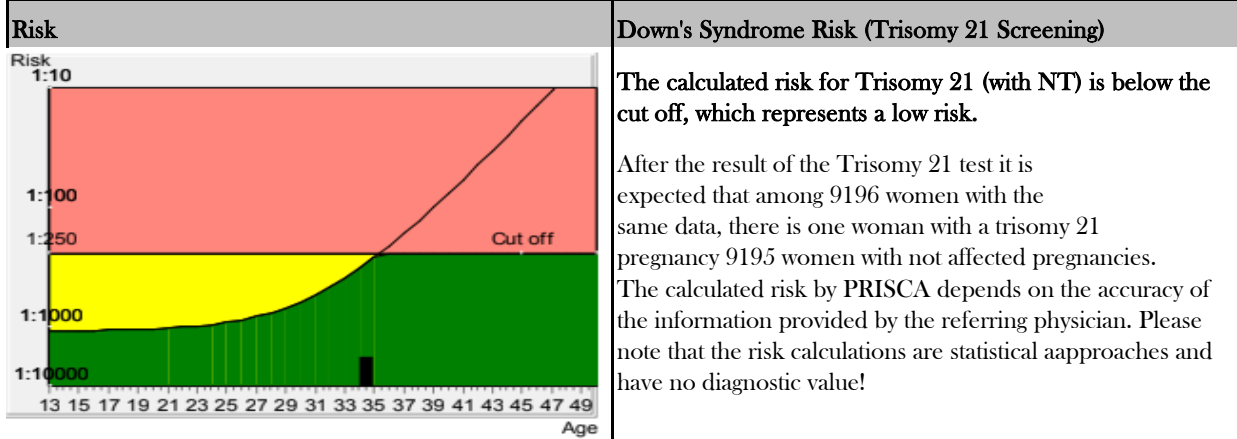 Risk
Risk
1:10
1:100
1:250
Cut off
1:1000
1:10000
13 15 17 19 21 23 25 27 29 31 33 35 37 39 41 43 45 47 49
Age
Down's Syndrome Risk (Trisomy 21 Screening)
The calculated risk for Trisomy 21 (with NT) is below the
cut off, which represents a low risk.
After the result of the Trisomy 21 test it is
expected that among 9196 women with the
same data, there is one woman with a trisomy 21
pregnancy 9195 women with not affected pregnancies.
The calculated risk by PRISCA depends on the accuracy of
the information provided by the referring physician. Please
note that the risk calculations are statistical aapproaches and
have no diagnostic value!